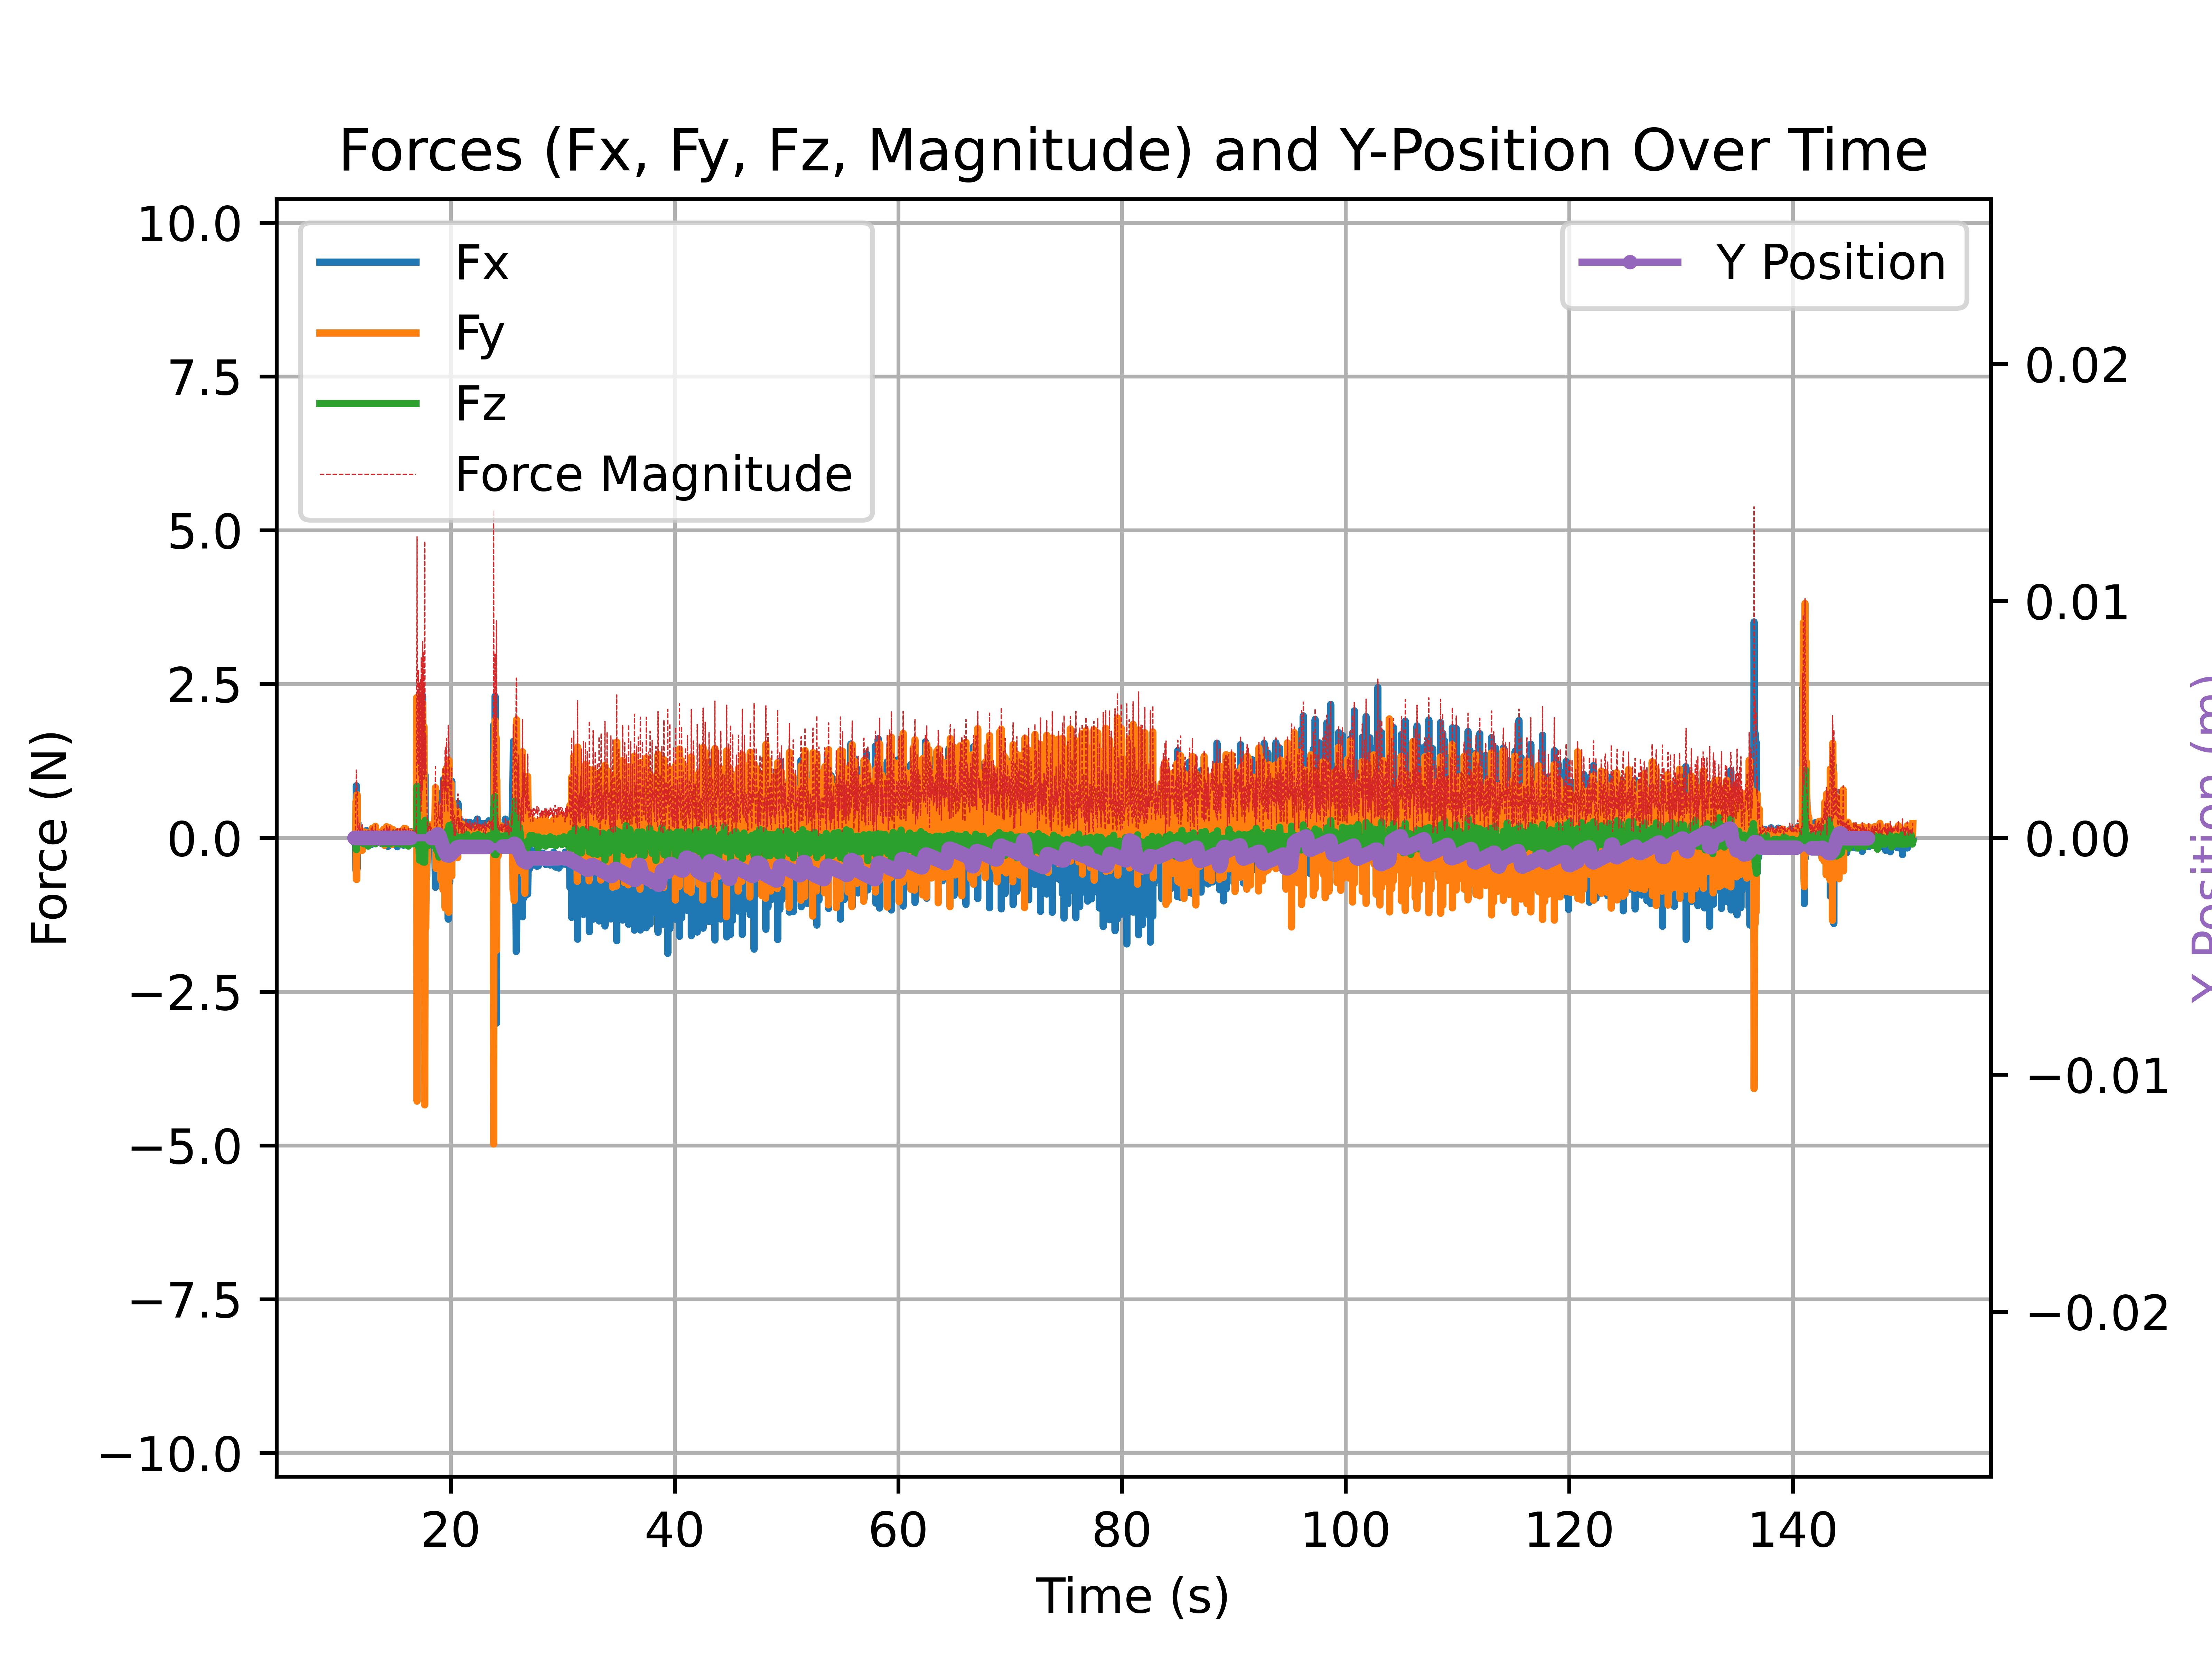 Forces (Fx, Fy, Fz, Magnitude) and Y-Position Over Time
Fx
Fy
Fz
Force Magnitude
Y Position
10.0
7.5
5.0
2.5
0.0
−2.5
−5.0
−7.5
−10.0
Force (N)
0.02
0.01
0.00
−0.01
−0.02
Y Position (m)
20 40 60 80 100 120 140
Time (s)